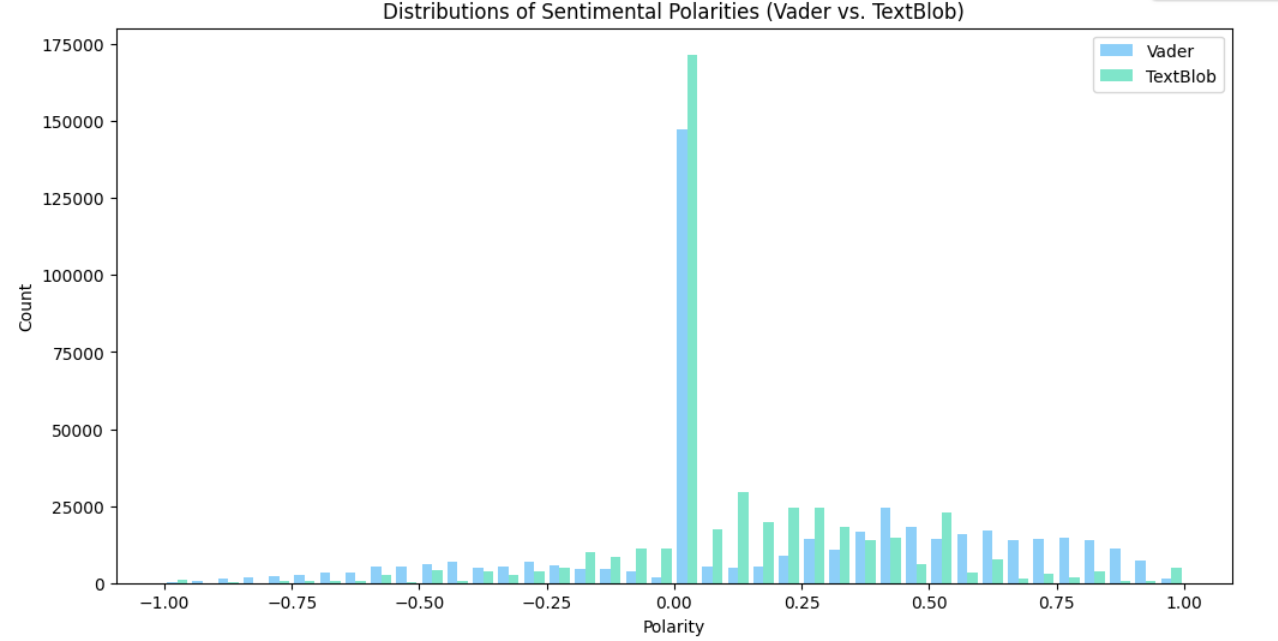 Distributions of Sentimental Polarities (Vader vs. TextBlob)
Vader
TextBlob
175000
150000
125000
100000
75000
50000
25000
0
Count
−1.00 −0.75 −0.50 −0.25 0.00 0.25 0.50 0.75 1.00
Polarity